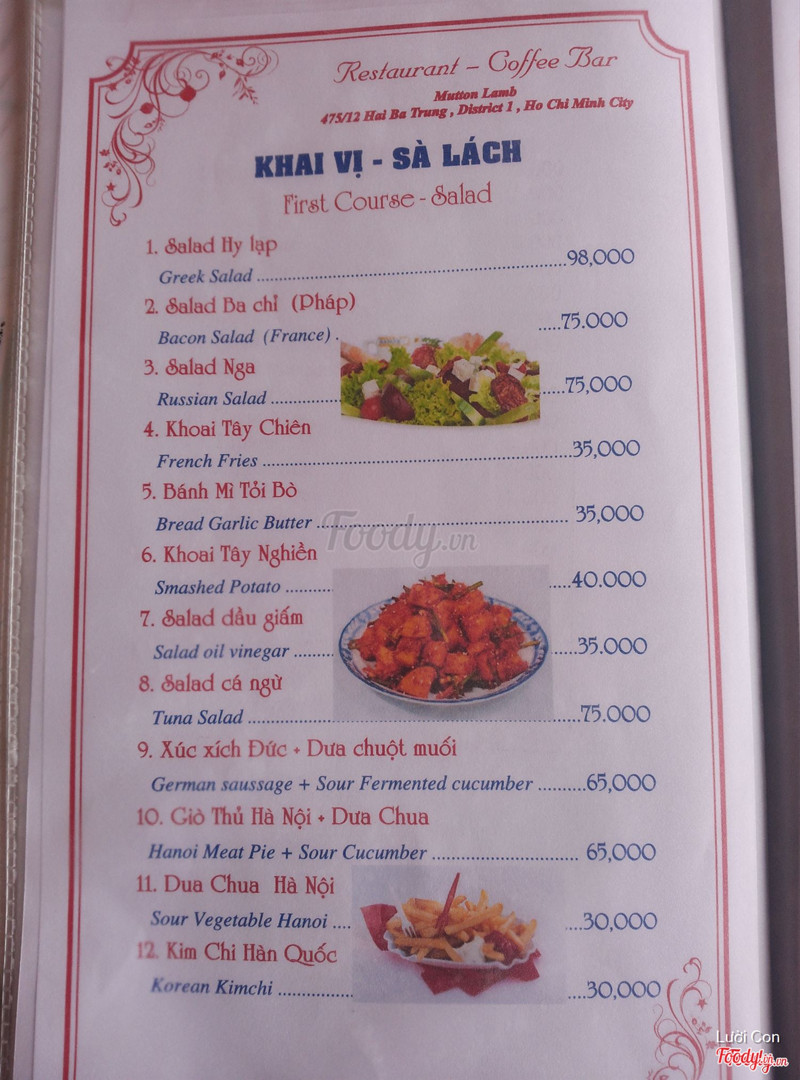 Restaurant – Coffee Bar
Mutton Lamb
475/12 Hai Ba Trung , District 1 , Ho Chi Minh City
KHAI VỊ - SÀ LÁCH
First Course - Salad
1. Salad Hy lạp
Greek Salad ........ 98,000
2. Salad Ba chỉ (Pháp)
Bacon Salad (France) . .....75.000
3. Salad Nga
Russian Salad ........ 75,000
4. Khoai Tây Chiên
French Fries ........ 35,000
5. Bánh Mì Tỏi Bò
Bread Garlic Butter ........ 35,000
6. Khoai Tây Nghiền
Smashed Potato ........ 40.000
7. Salad dầu giấm
Salad oil vinegar ........ 35.000
8. Salad cá ngừ
Tuna Salad ........ 75.000
9. Xúc xích Đức + Dưa chuột muối
German saussage + Sour Fermented cucumber ..........65,000
10. Giò Thủ Hà Nội + Dưa Chua
Hanoi Meat Pie + Sour Cucumber ........ 65,000
11. Dua Chua Hà Nội
Sour Vegetable Hanoi .... ...30,000
12. Kim Chi Hàn Quốc
Korean Kimchi ........ 30,000
Foody.vn
Lười Con
Foody.vn